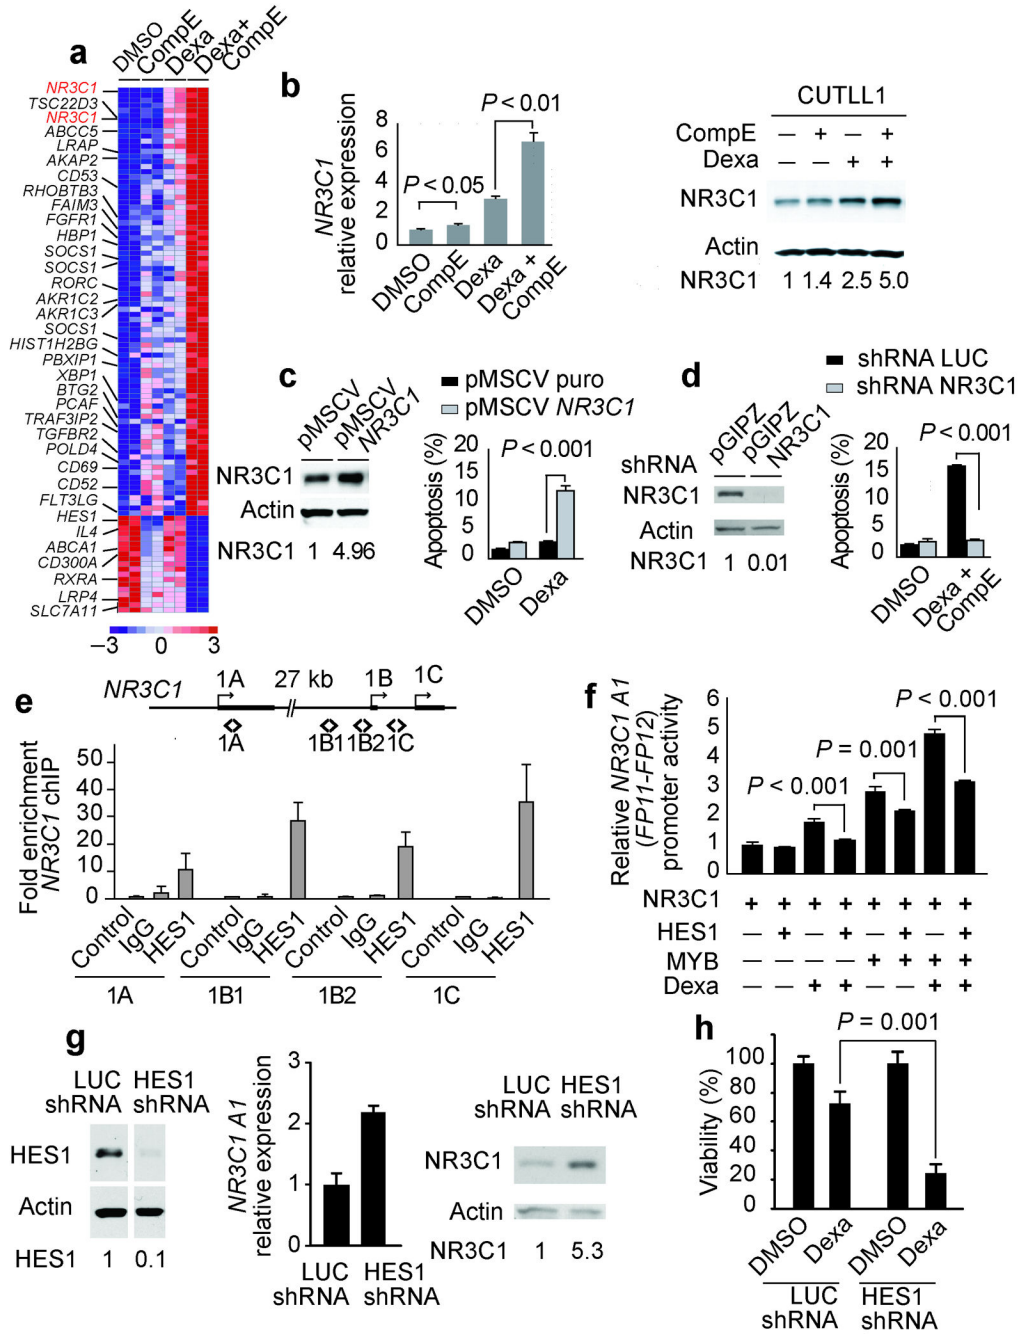 a
DMSO
CompE
Dexa
Dexa+
CompE
NR3C1
TSC22D3
NR3C1
ABCC5
LRAP
AKAP2
CD53
RHOBTB3
FAIM3
FGFR1
HBP1
SOCS1
SOCS1
RORC
AKR1C2
AKR1C3
SOCS1
HIST1H2BG
PBXIP1
XBP1
BTG2
PCAF
TRAF3IP2
TGFBR2
POLD4
CD69
CD52
FLT3LG
HES1
IL4
ABCA1
CD300A
RXRA
LRP4
SLC7A11
−3 0 3
b
NR3C1
relative expression
8
6
4
2
0
P < 0.05
P < 0.01
DMSO
CompE
Dexa
Dexa +
CompE
CUTLL1
CompE — + — +
Dexa — — + +
NR3C1
Actin
NR3C1 1 1.4 2.5 5.0
c
pMSCV
pMSCV
NR3C1
NR3C1
Actin
NR3C1 1 4.96
pMSCV puro
pMSCV NR3C1
Apoptosis (%)
20
15
10
5
0
P < 0.001
DMSO
Dexa
d
shRNA
pGIPZ
pGIPZ
NR3C1
NR3C1
Actin
NR3C1 1 0.01
shRNA LUC
shRNA NR3C1
Apoptosis (%)
20
15
10
5
0
P < 0.001
DMSO
Dexa +
CompE
e
NR3C1
1A 27 kb 1B 1C
1A 1B1 1B2 1C
Fold enrichment
NR3C1 chIP
50
40
30
20
10
0
Control IgG HES1 Control IgG HES1 Control IgG HES1 Control IgG HES1
1A 1B1 1B2 1C
f
Relative NR3C1 A1
(FP11-FP12)
promoter activity
6
5
4
3
2
1
0
P < 0.001
P = 0.001
P < 0.001
NR3C1 + + + + + + + +
HES1 — + — + — + — +
MYB — — — — + + + +
Dexa — — + + — — + +
g
LUC
shRNA
HES1
shRNA
HES1
Actin
HES1 1 0.1
NR3C1 A1
relative expression
3
2
1
0
LUC
shRNA
HES1
shRNA
LUC
shRNA
HES1
shRNA
NR3C1
Actin
NR3C1 1 5.3
h
P = 0.001
Viability (%)
100
80
60
40
20
0
DMSO Dexa DMSO Dexa
LUC
shRNA
HES1
shRNA